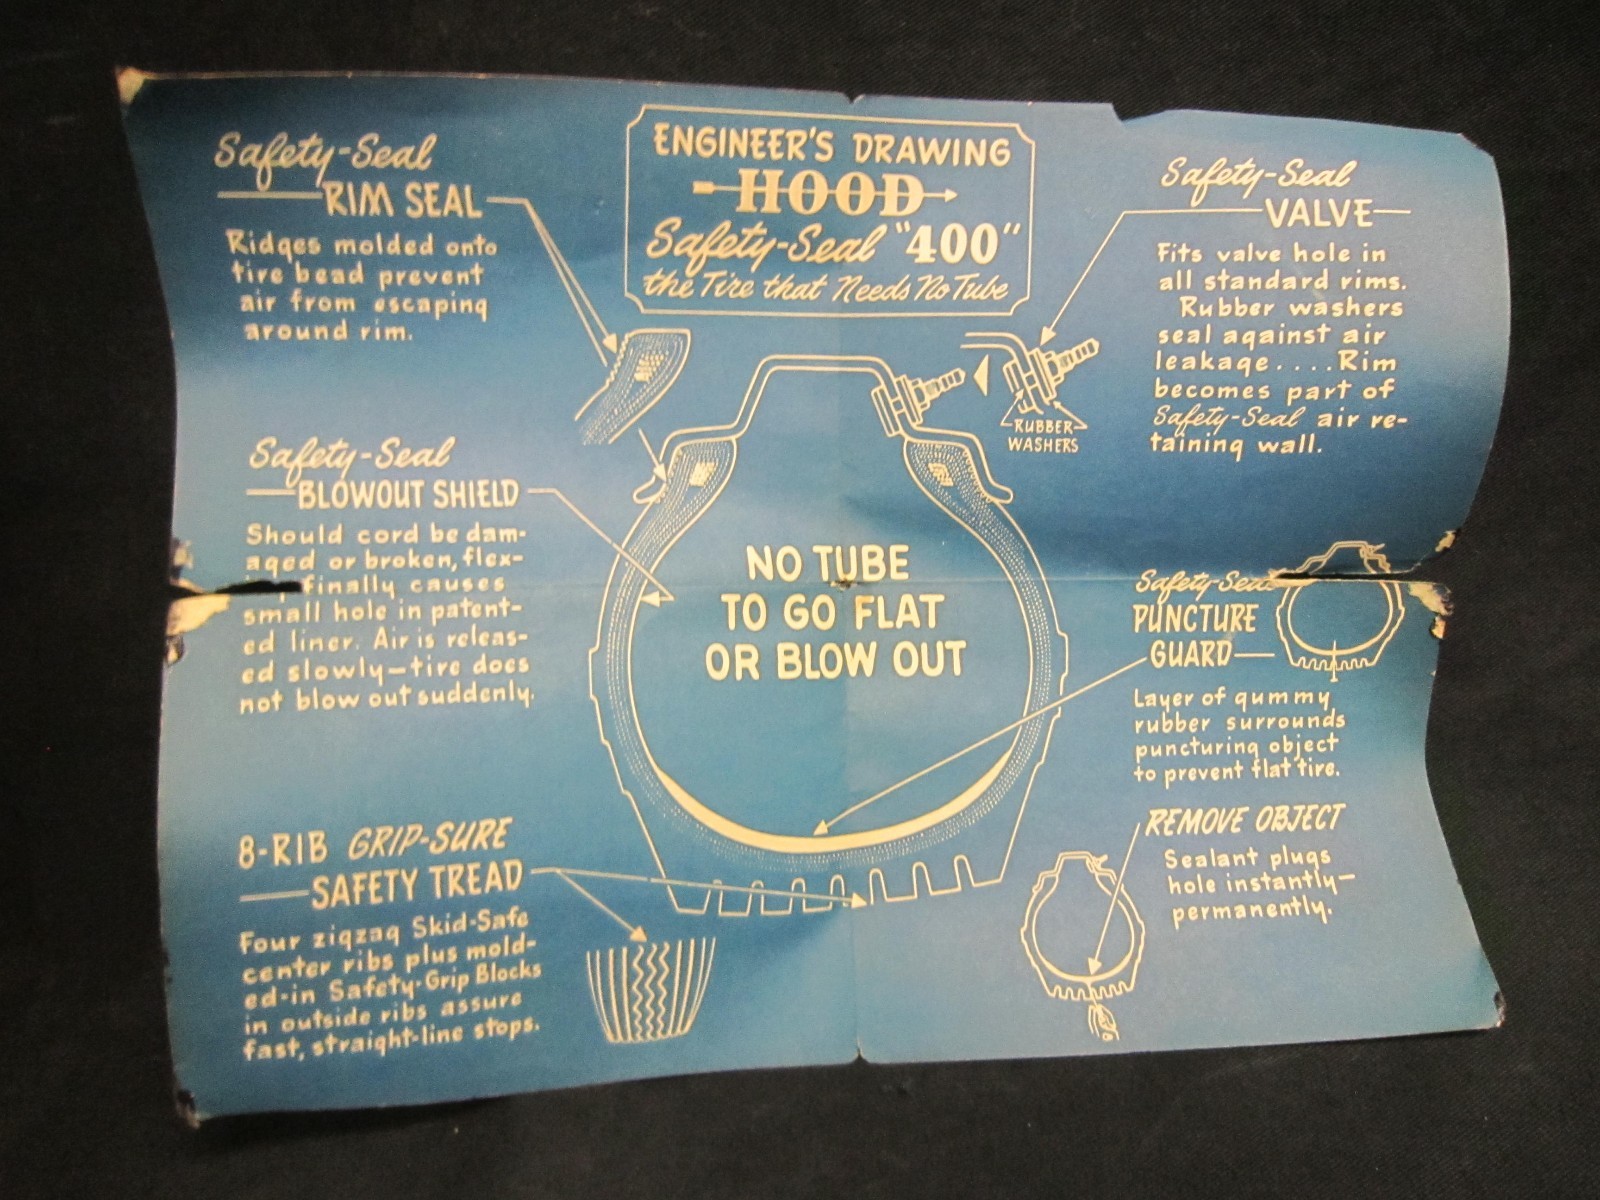 ENGINEER'S DRAWING
HOOD
Safety-Seal "400"
the Tire that Needs No Tube
Safety-Seal
RIM SEAL
Ridges molded onto
tire bead prevent
air from escaping
around rim.
Safety-Seal
VALVE
Fits valve hole in
all standard rims.
Rubber washers
seal against air
leakage....Rim
becomes part of
Safety-Seal air re-
taining wall.
RUBBER
WASHERS
Safety-Seal
BLOWOUT SHIELD
Should cord be dam-
aged or broken, flex-
finally causes
small hole in patent-
ed liner. Air is releas-
ed slowly—tire does
not blow out suddenly.
NO TUBE
TO GO FLAT
OR BLOW OUT
Safety-Seal
PUNCTURE
GUARD
Layer of gummy
rubber surrounds
puncturing object
to prevent flat tire.
REMOVE OBJECT
Sealant plugs
hole instantly—
permanently.
8-RIB GRIP-SURE
SAFETY TREAD
Four zigzag Skid-Safe
center ribs plus mold-
ed-in Safety-Grip Blocks
in outside ribs assure
fast, straight-line stops.